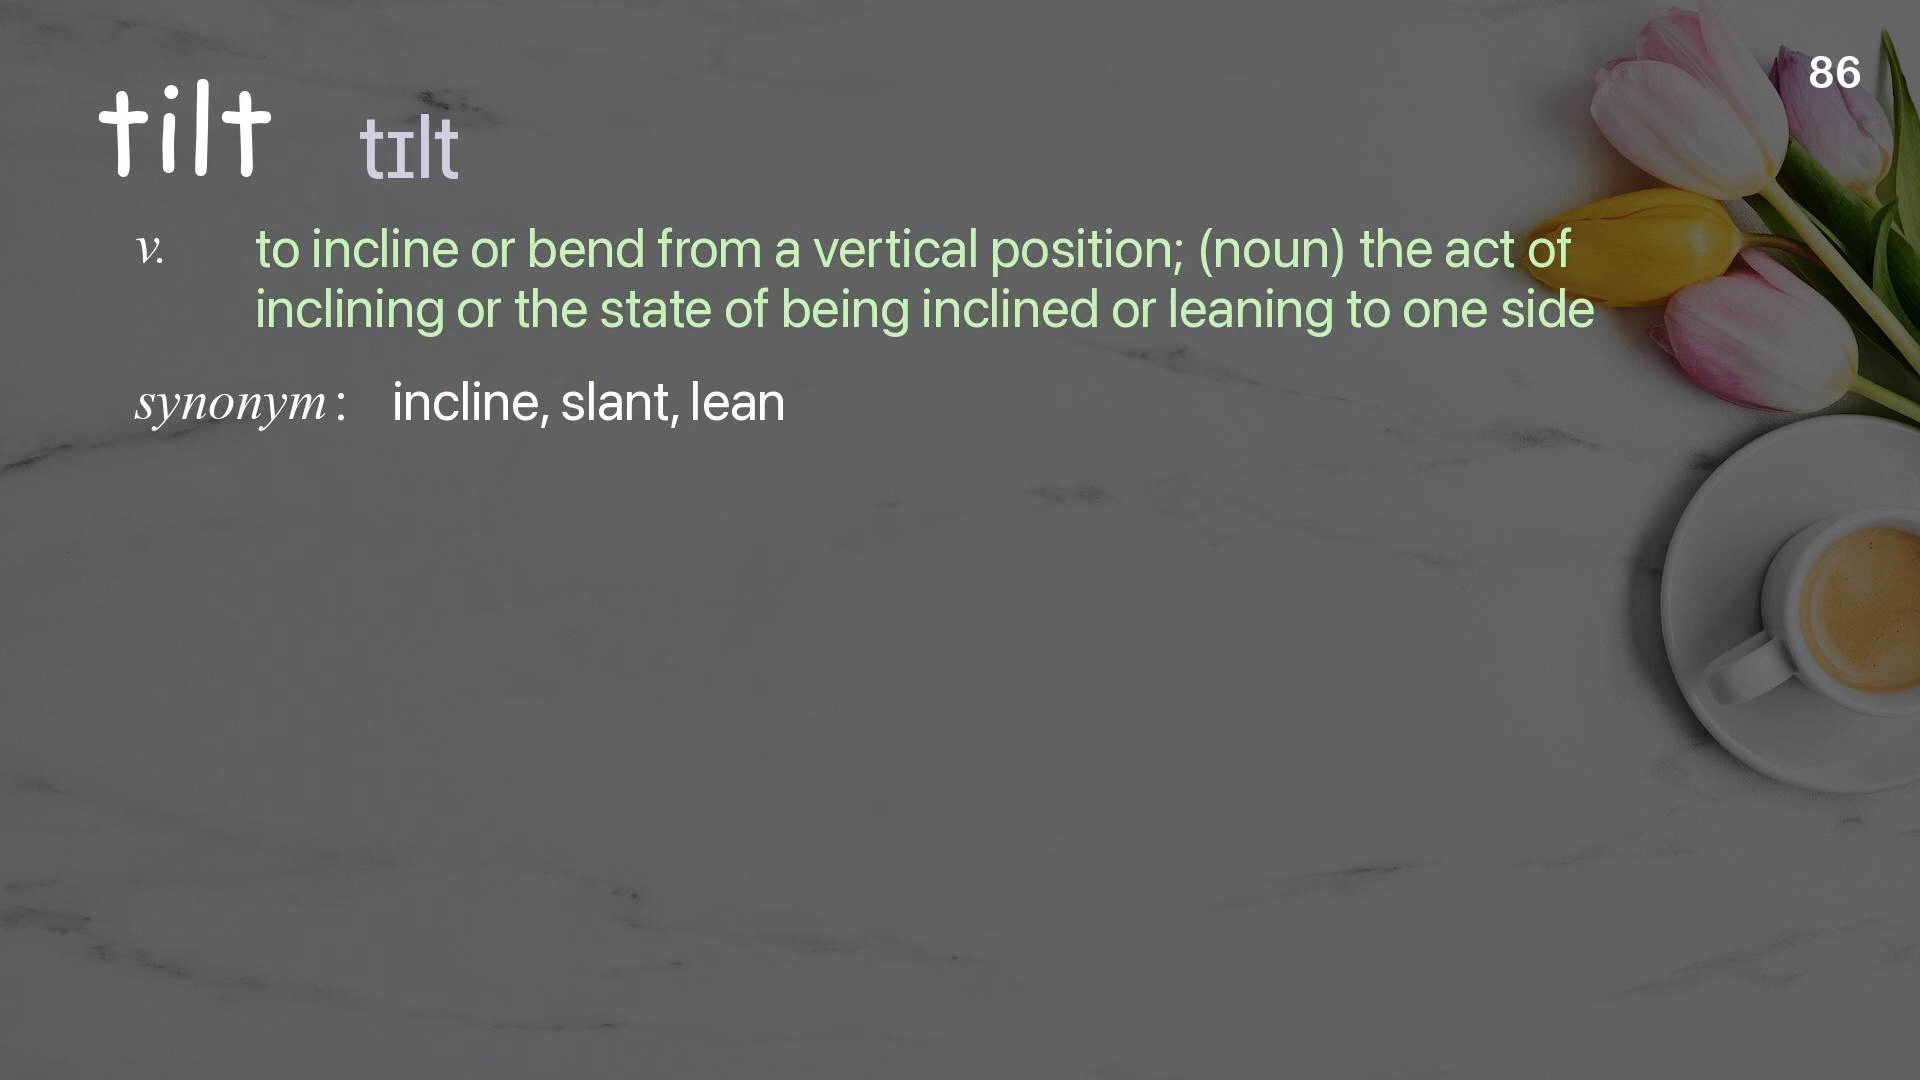 86
tilt tɪlt
v. to incline or bend from a vertical position; (noun) the act of
inclining or the state of being inclined or leaning to one side
synonym : incline, slant, lean